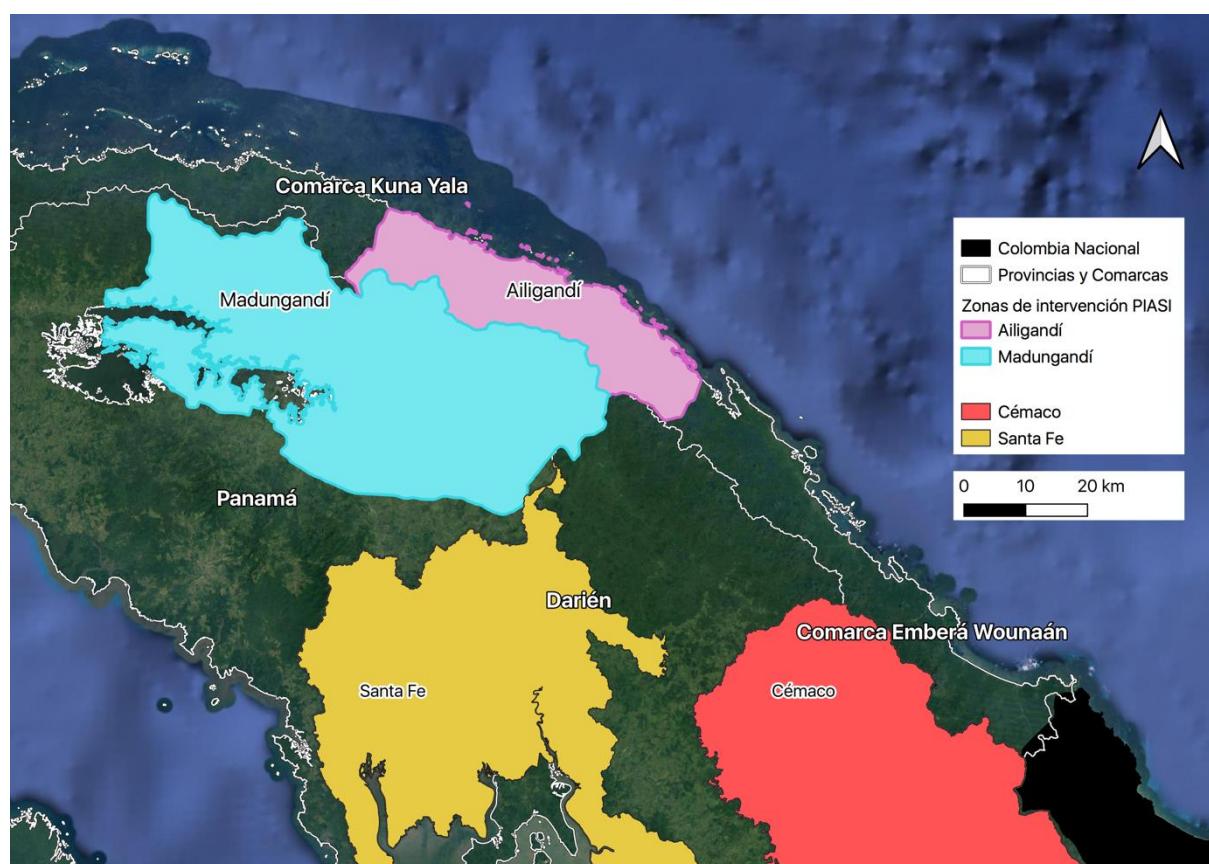 Comarca Kuna Yala
Madungandí
Ailigandí
Panamá
Darién
Comarca Emberá Wounaán
Santa Fe
Cémaco
Colombia Nacional
Provincias y Comarcas
Zonas de intervención PIASI
Ailigandí
Madungandí
Cémaco
Santa Fe
0 10 20 km